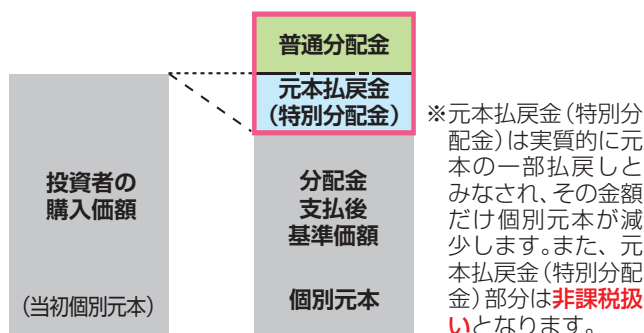 普通分配金
元本払戻金
(特別分配金)
投資者の
購入価額
(当初個別元本)
分配金
支払後
基準価額
個別元本
※元本払戻金(特別分
配金)は実質的に元
本の一部払戻しと
みなされ、その金額
だけ個別元本が減
少します。また、元
本払戻金(特別分配
金)部分は非課税扱
いとなります。